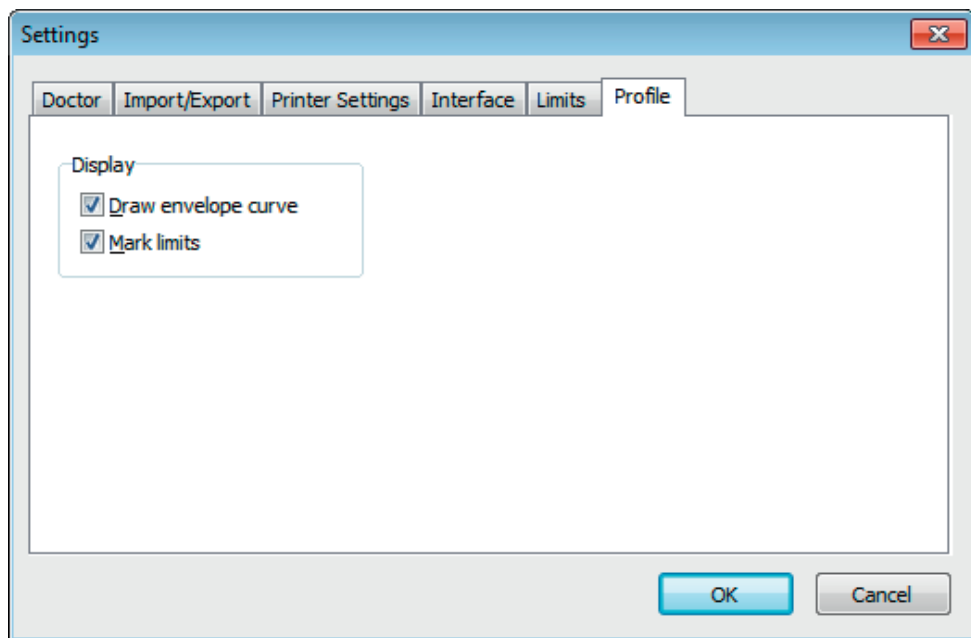 Settings
Doctor Import/Export Printer Settings Interface Limits Profile
Display
Draw envelope curve
Mark limits
OK Cancel